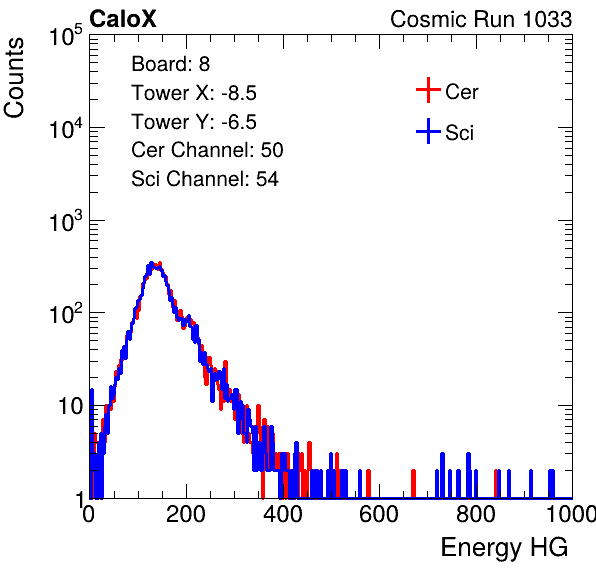 CaloX Cosmic Run 1033
Counts
Board: 8
Tower X: -8.5
Tower Y: -6.5
Cer Channel: 50
Sci Channel: 54
Cer
Sci
10^5
10^4
10^3
10^2
10
1
0 200 400 600 800 1000
Energy HG